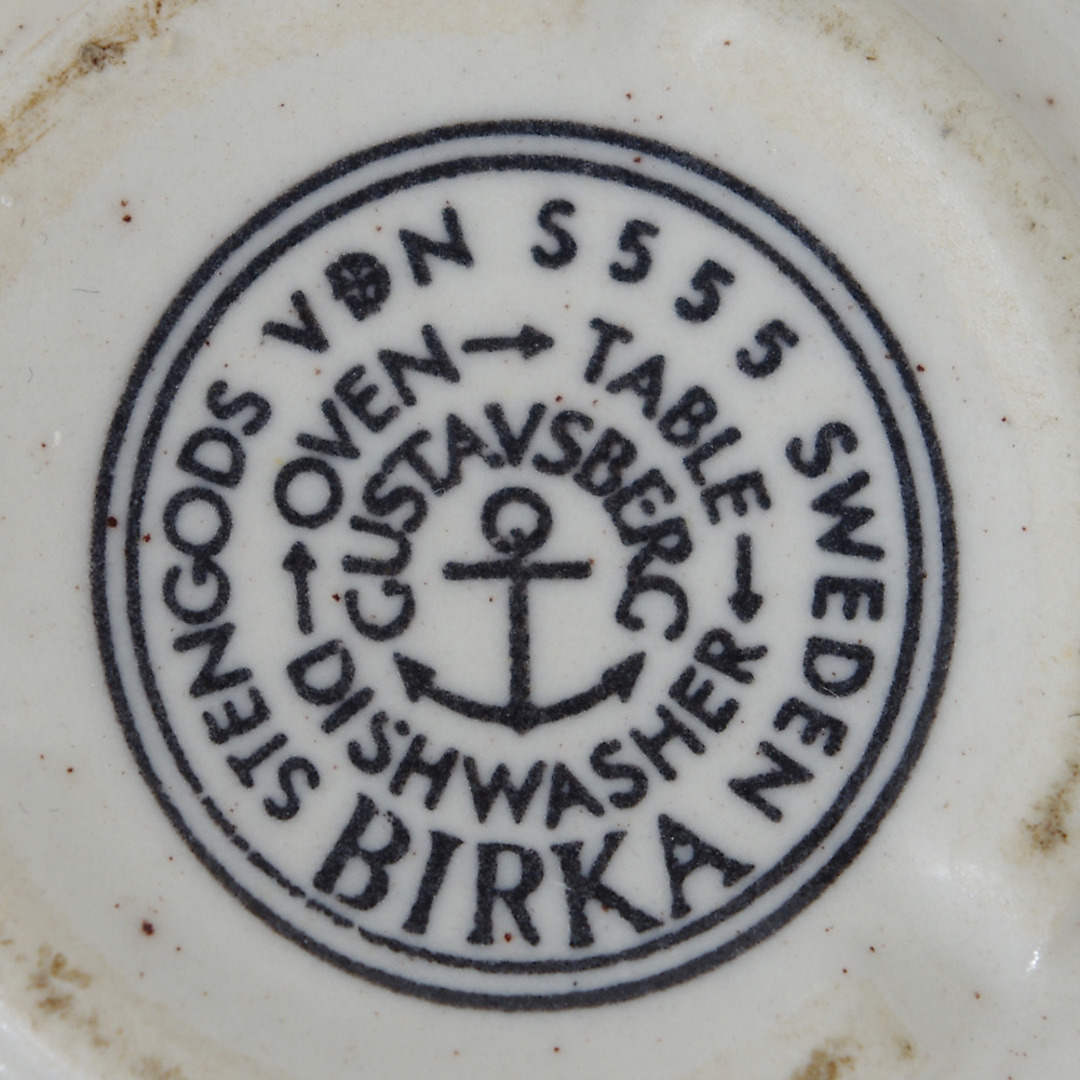 STENGODS VDN S555 SWEDEN
BIRKA
OVEN → TABLE → DISHWASHER →
GUSTAVSBERG